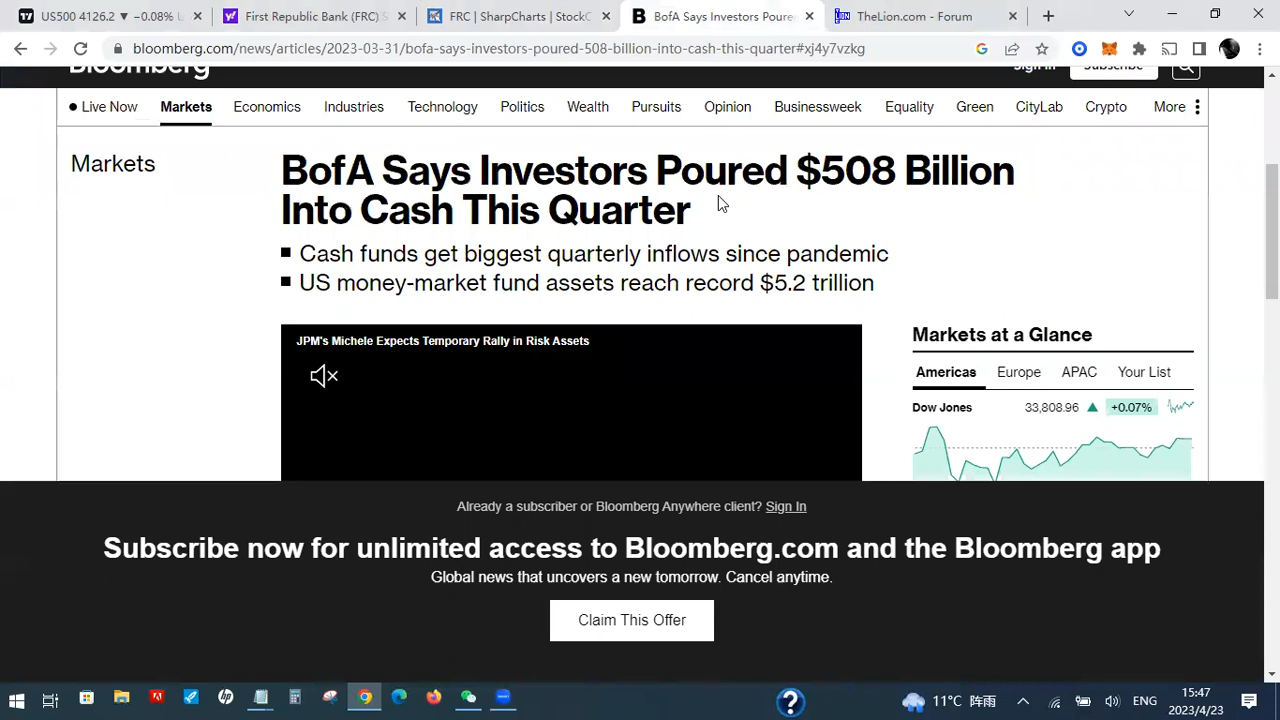 US500 4126.2 ▼ −0.08% U
First Republic Bank (FRC) S
FRC | SharpCharts | StockC
BofA Says Investors Poure
TheLion.com - Forum
bloomberg.com/news/articles/2023-03-31/bofa-says-investors-poured-508-billion-into-cash-this-quarter#xj4y7vzkg
Bloomberg
Sign In
Subscribe
Live Now Markets Economics Industries Technology Politics Wealth Pursuits Opinion Businessweek Equality Green CityLab Crypto More
Markets
BofA Says Investors Poured $508 Billion
Into Cash This Quarter
Cash funds get biggest quarterly inflows since pandemic
US money-market fund assets reach record $5.2 trillion
JPM's Michele Expects Temporary Rally in Risk Assets
Markets at a Glance
Americas Europe APAC Your List
Dow Jones 33,808.96 ▲ +0.07%
Already a subscriber or Bloomberg Anywhere client? Sign In
Subscribe now for unlimited access to Bloomberg.com and the Bloomberg app
Global news that uncovers a new tomorrow. Cancel anytime.
Claim This Offer
11°C 阵雨
ENG
15:47
2023/4/23